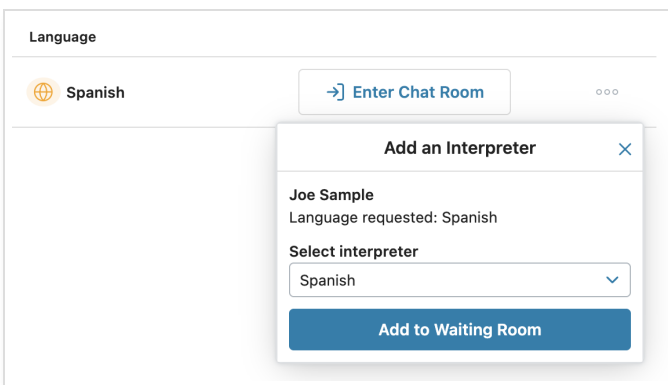 Language
Spanish
Enter Chat Room
Add an Interpreter
Joe Sample
Language requested: Spanish
Select interpreter
Spanish
Add to Waiting Room